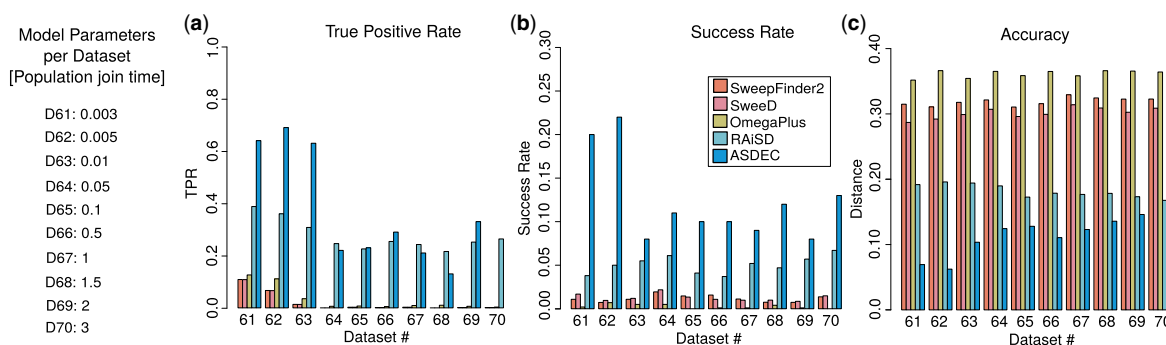 Model Parameters
per Dataset
[Population join time]
D61: 0.003
D62: 0.005
D63: 0.01
D64: 0.05
D65: 0.1
D66: 0.5
D67: 1
D68: 1.5
D69: 2
D70: 3
(a)
True Positive Rate
TPR
1.0
0.8
0.6
0.4
0.2
0.0
61 62 63 64 65 66 67 68 69 70
Dataset #
(b)
Success Rate
Success Rate
0.30
0.25
0.20
0.15
0.10
0.05
0.00
SweepFinder2
SweeD
OmegaPlus
RAiSD
ASDEC
61 62 63 64 65 66 67 68 69 70
Dataset #
(c)
Accuracy
Distance
0.40
0.30
0.20
0.10
0.0
61 62 63 64 65 66 67 68 69 70
Dataset #